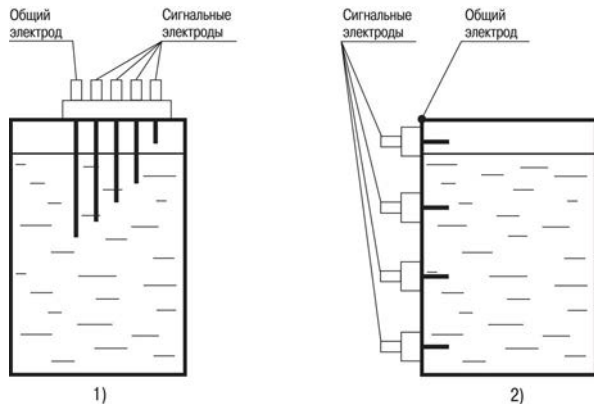 Общий
электрод
Сигнальные
электроды
Сигнальные
электроды
Общий
электрод
1)
2)